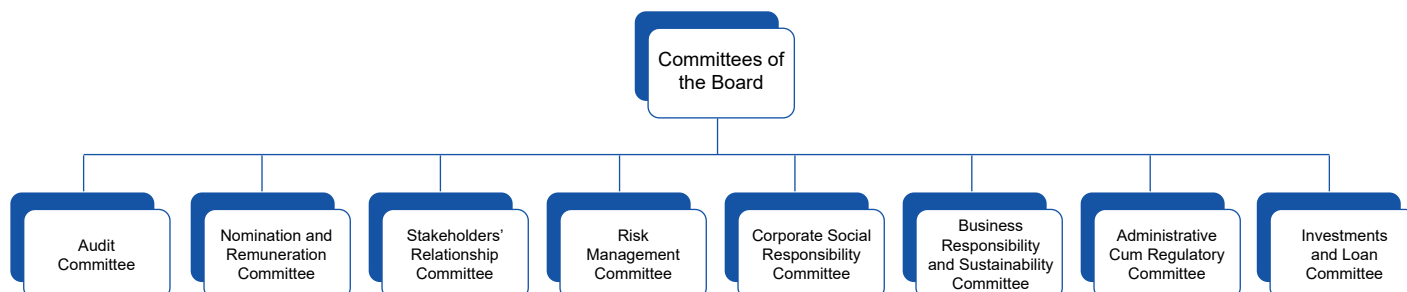 Committees of
the Board
Audit
Committee
Nomination and
Remuneration
Committee
Stakeholders’
Relationship
Committee
Risk
Management
Committee
Corporate Social
Responsibility
Committee
Business
Responsibility
and Sustainability
Committee
Administrative
Cum Regulatory
Committee
Investments
and Loan
Committee